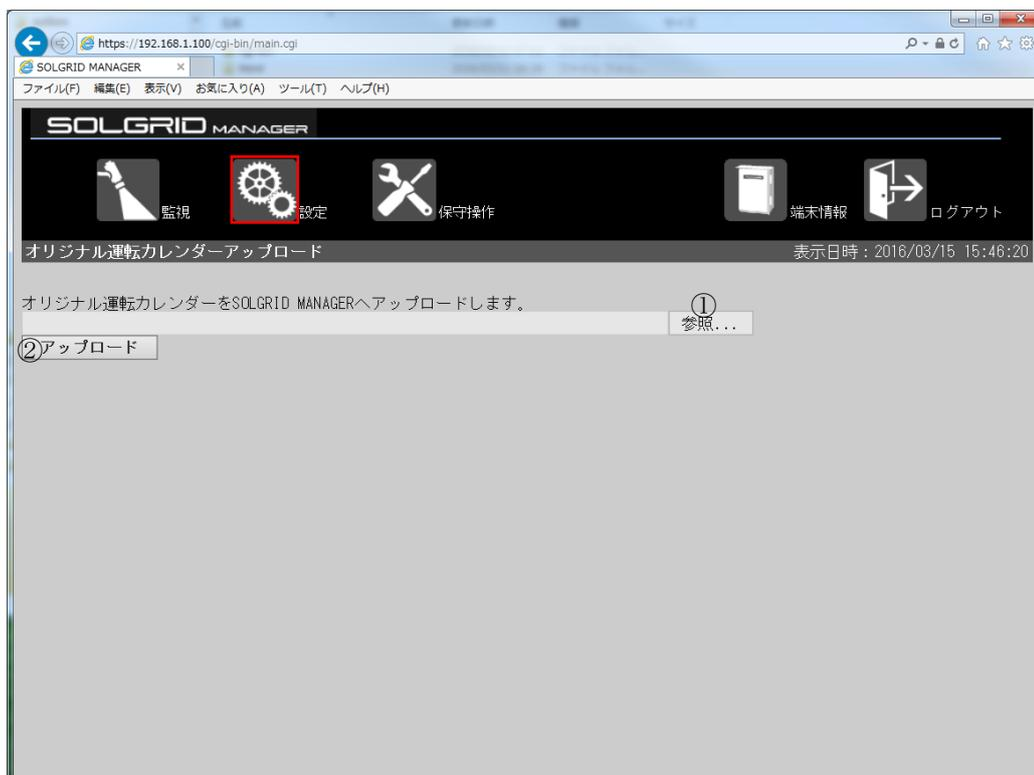 https://192.168.1.100/cgi-bin/main.cgi
SOLGRID MANAGER
ファイル(F) 編集(E) 表示(V) お気に入り(A) ツール(T) ヘルプ(H)
SOLGRID MANAGER
監視 設定 保守操作 端末情報 ログアウト
オリジナル運転カレンダーアップロード 表示日時：2016/03/15 15:46:20
オリジナル運転カレンダーをSOLGRID MANAGERへアップロードします。
①
参照...
②アップロード